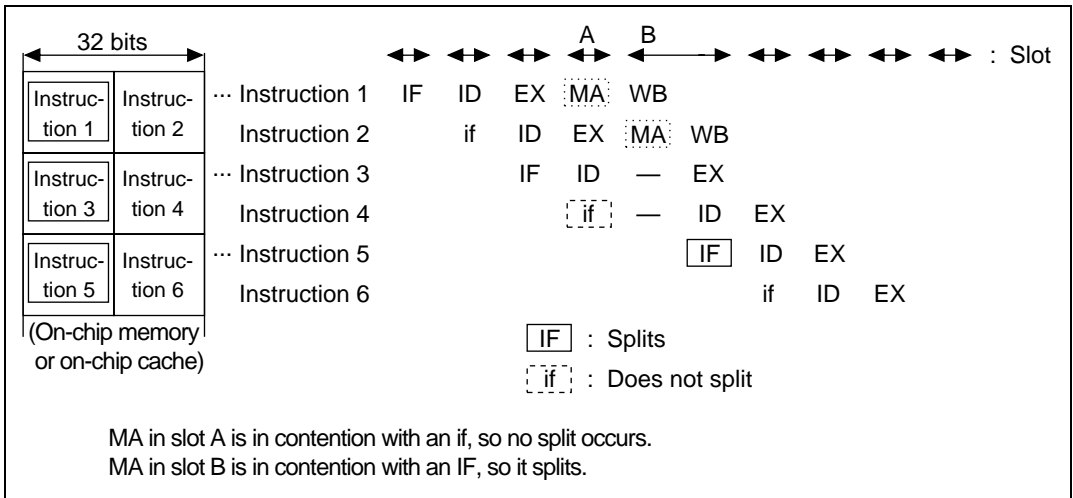 32 bits
A B
: Slot
Instruc-tion 1 Instruc-tion 2 ··· Instruction 1 IF ID EX MA WB
Instruction 2 if ID EX MA WB
Instruc-tion 3 Instruc-tion 4 ··· Instruction 3 IF ID — EX
Instruction 4 if — ID EX
Instruc-tion 5 Instruc-tion 6 ··· Instruction 5 IF ID EX
Instruction 6 if ID EX
(On-chip memory
or on-chip cache)
IF : Splits
if : Does not split
MA in slot A is in contention with an if, so no split occurs.
MA in slot B is in contention with an IF, so it splits.